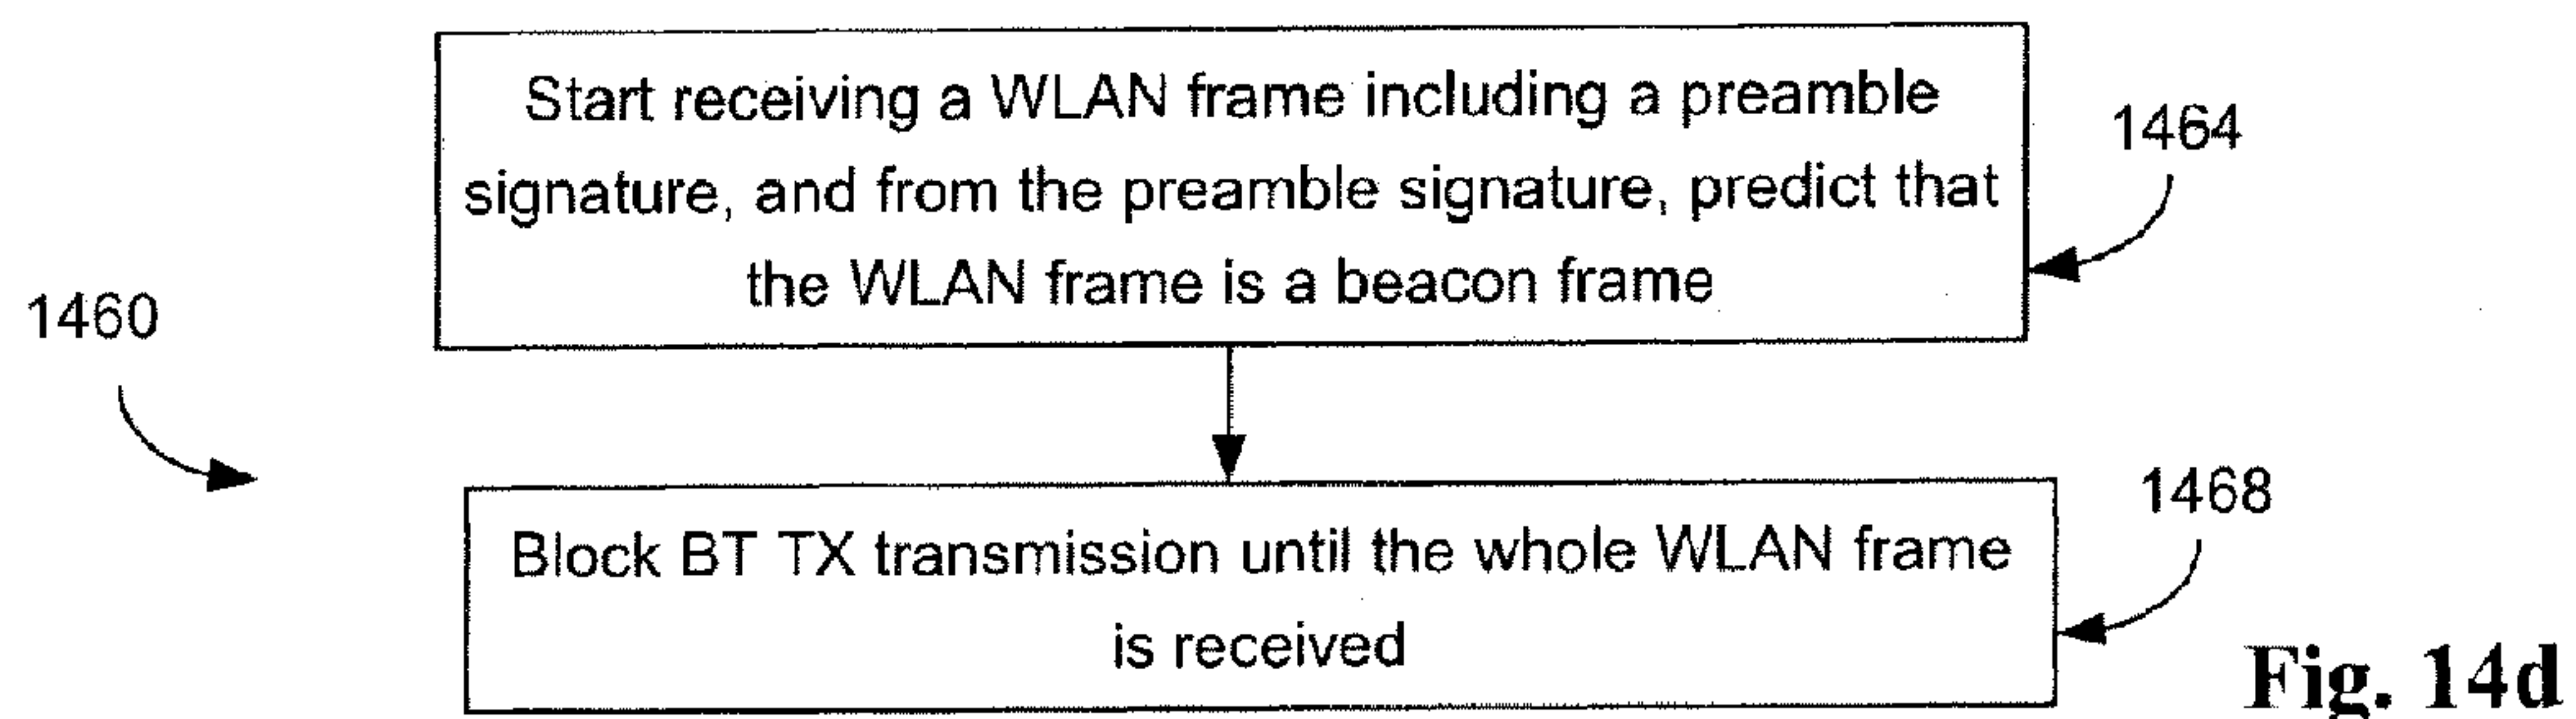 Start receiving a WLAN frame including a preamble
signature, and from the preamble signature, predict that
the WLAN frame is a beacon frame
1464
1460
Block BT TX transmission until the whole WLAN frame
is received
1468
Fig. 14d